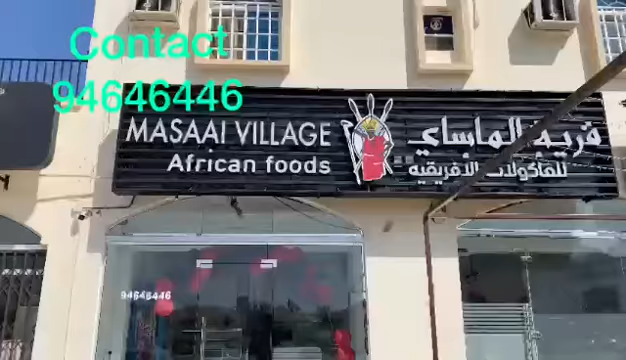 Contact
94646446
MASAAI VILLAGE
African foods
قرية الماساي
للمأكولات الأفريقية
94646446